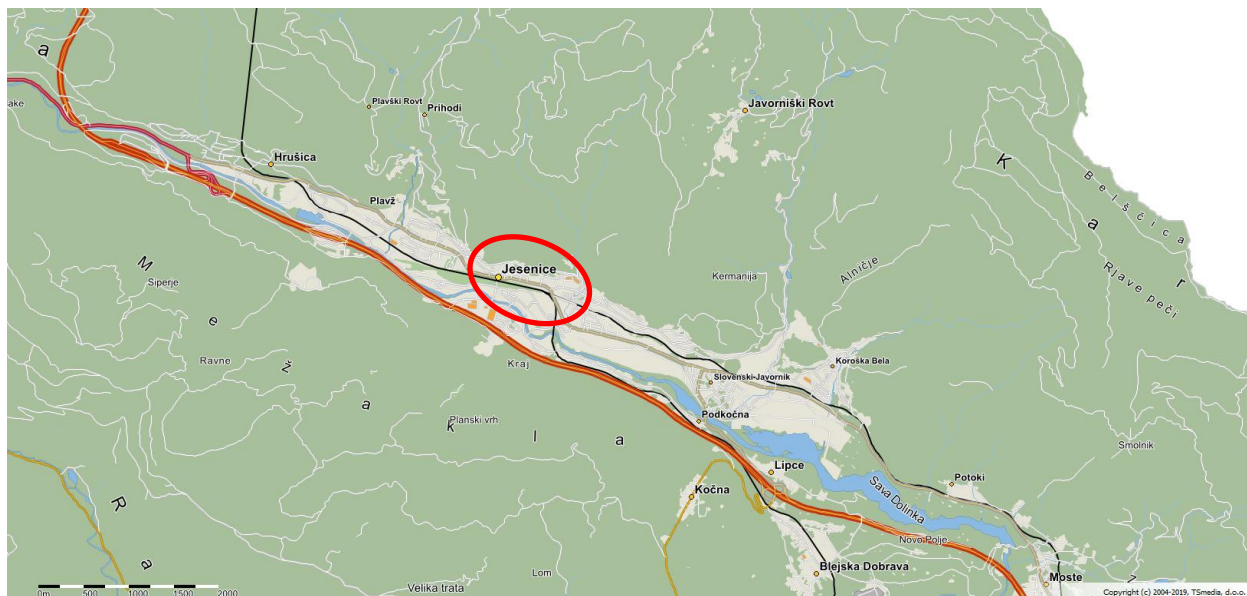 a
ake
Plavški Rovt
Prihodi
Javorniški Rovt
Hrušica
K a r
Belščica
Plavž
Jesenice
M e ž a k l a
Siperje
Kermanija
Alničje
Rjave peči
Ravne
Kraj
Koroška Bela
Slovenski-Javornik
Planski vrh
Podkočna
Smolnik
Lipce
Potoki
Kočna
Sava Dolinka
R a
Novo Polje
Lom
Blejska Dobrava
Velika trata
Moste
0m 500 1000 1500 2000
Copyright (c) 2004-2019, TSmedia, d.o.o.